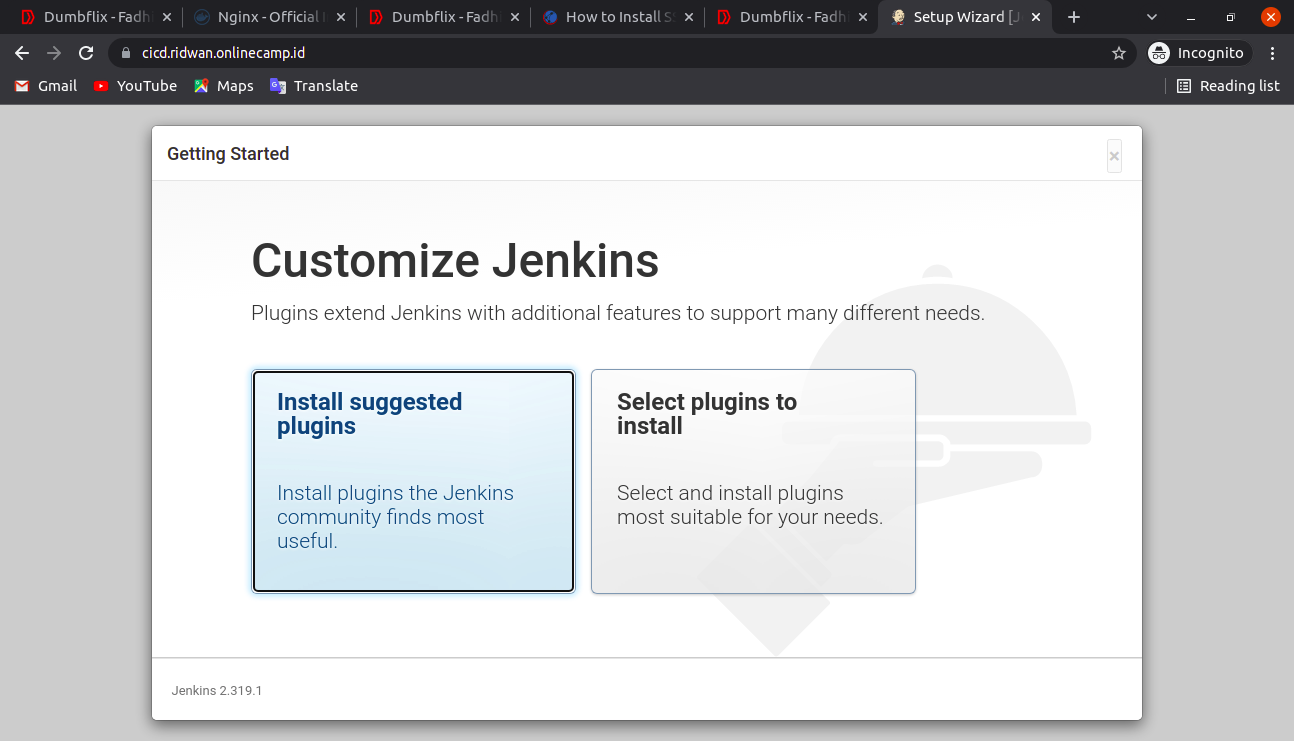 Dumbflix - Fadh
Nginx - Official
Dumbflix - Fadh
How to Install S
Dumbflix - Fadh
Setup Wizard [J
cicd.ridwan.onlinecamp.id
Incognito
Gmail
YouTube
Maps
Translate
Reading list
Getting Started
Customize Jenkins
Plugins extend Jenkins with additional features to support many different needs.
Install suggested
plugins
Install plugins the Jenkins
community finds most
useful.
Select plugins to
install
Select and install plugins
most suitable for your needs.
Jenkins 2.319.1